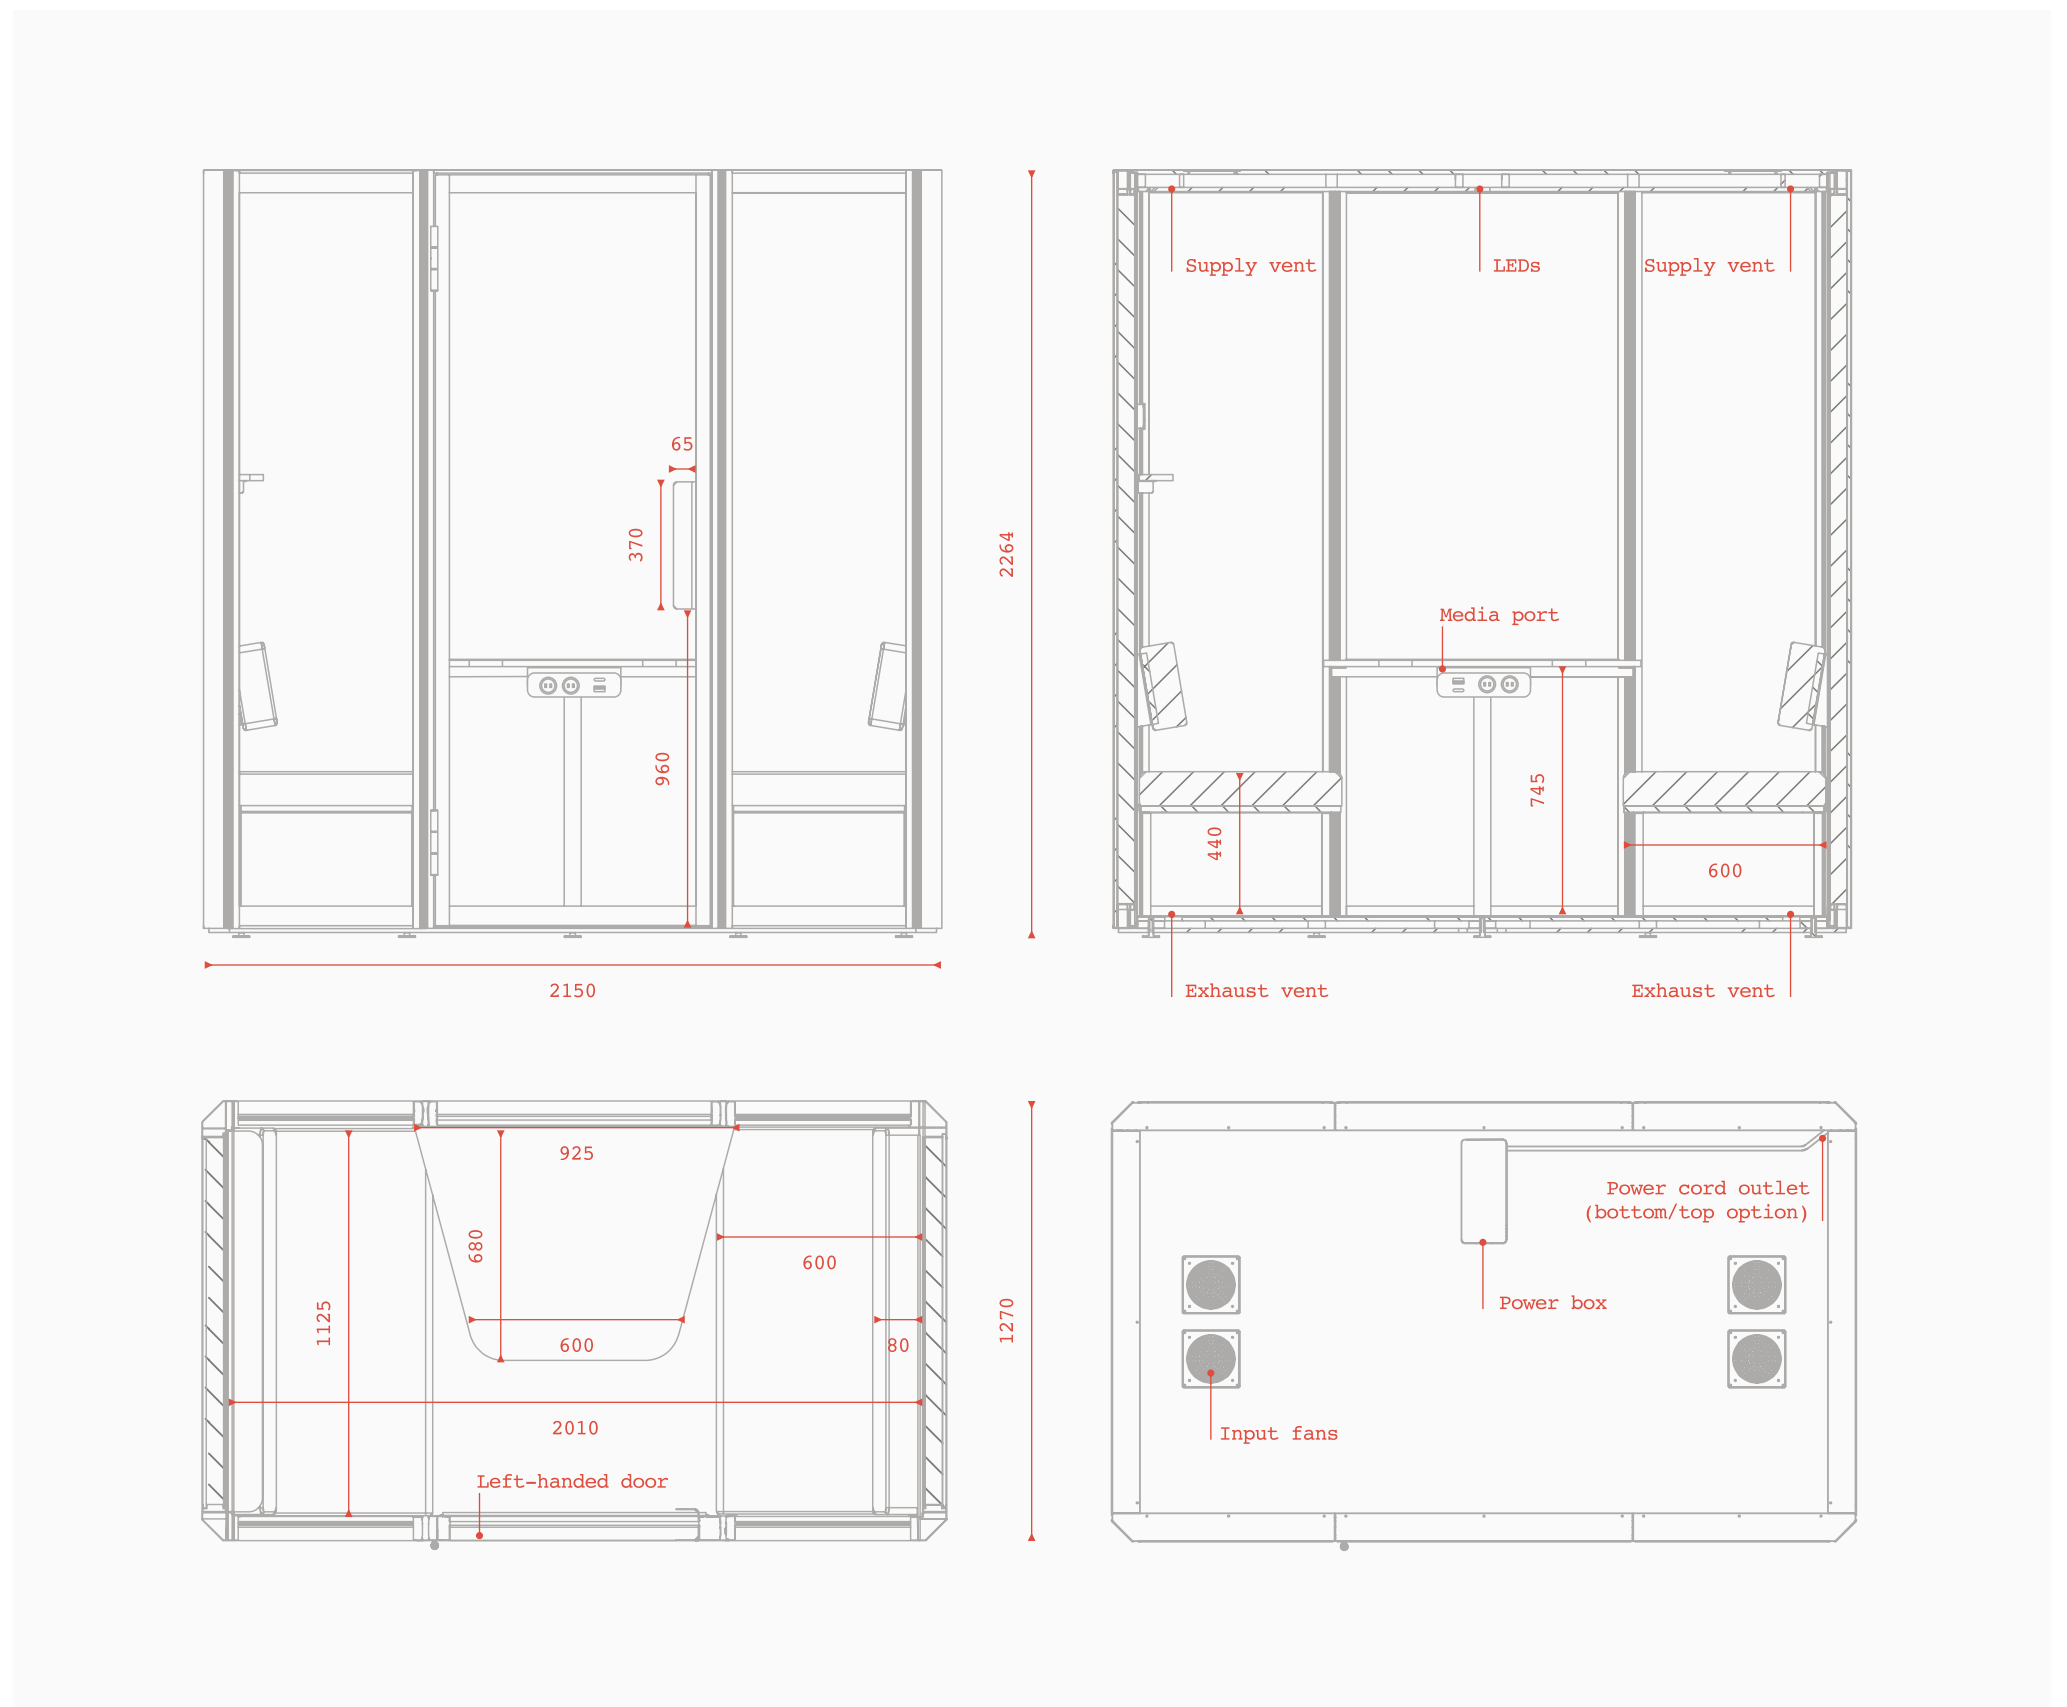 Supply vent
LEDs
Supply vent
65
370
2264
Media port
960
745
440
600
2150
Exhaust vent
Exhaust vent
925
680
600
1125
600
80
2010
Left-handed door
1270
Power cord outlet
(bottom/top option)
Power box
Input fans